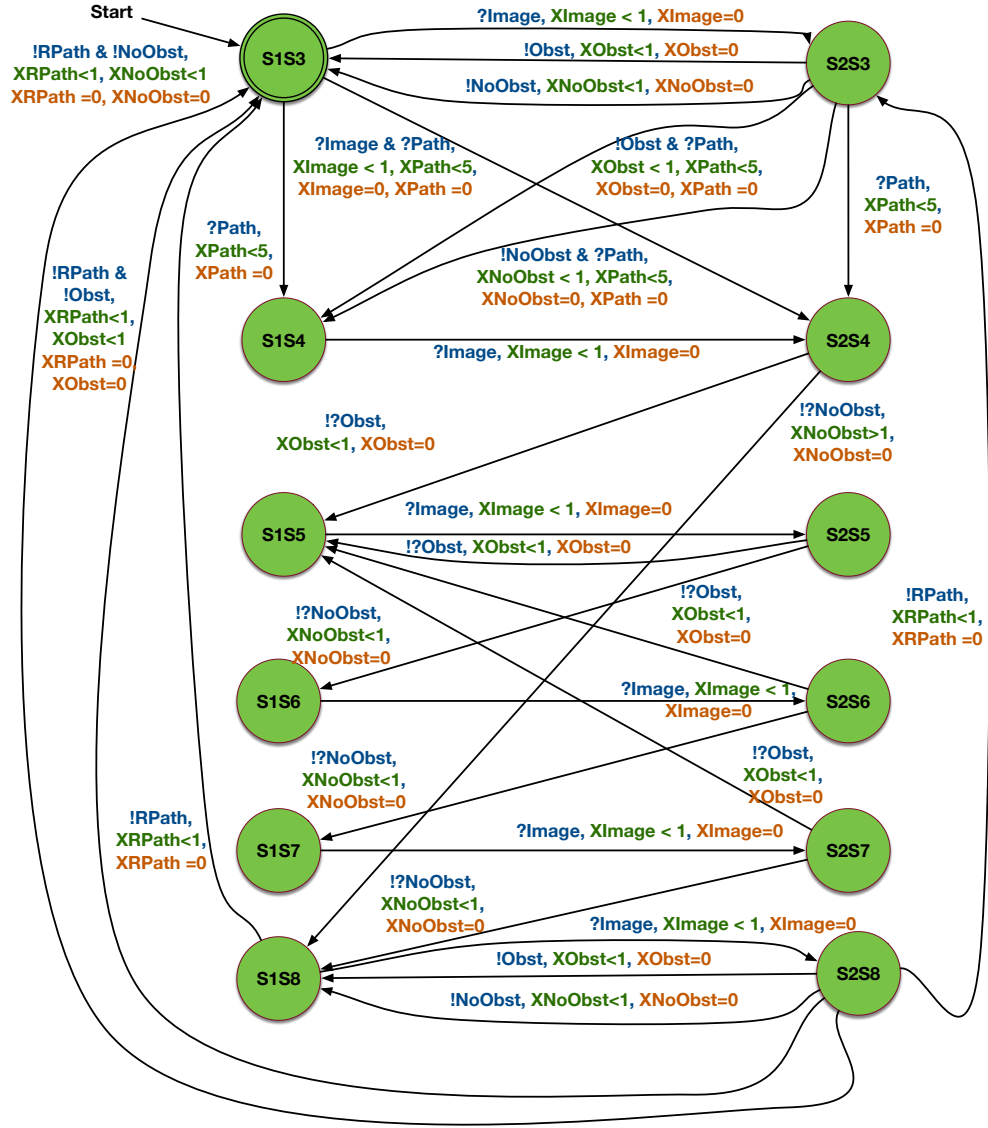 Start
!RPath & !NoObst,
XRPath<1, XNoObst<1
XRPath =0, XNoObst=0
S1S3
?Image, XImage < 1, XImage=0
!Obst, XObst<1, XObst=0
!NoObst, XNoObst<1, XNoObst=0
S2S3
?Image & ?Path,
XImage < 1, XPath<5,
XImage=0, XPath =0
!Obst & ?Path,
XObst < 1, XPath<5,
XObst=0, XPath =0
?Path,
XPath<5,
XPath =0
?Path,
XPath<5,
XPath =0
!NoObst & ?Path,
XNoObst < 1, XPath<5,
XNoObst=0, XPath =0
!RPath &
!Obst,
XRPath<1,
XObst<1
XRPath =0,
XObst=0
S1S4
?Image, XImage < 1, XImage=0
S2S4
!?Obst,
XObst<1, XObst=0
!?NoObst,
XNoObst>1,
XNoObst=0
S1S5
?Image, XImage < 1, XImage=0
!?Obst, XObst<1, XObst=0
S2S5
!?NoObst,
XNoObst<1,
XNoObst=0
!?Obst,
XObst<1,
XObst=0
!RPath,
XRPath<1,
XRPath =0
S1S6
?Image, XImage < 1,
XImage=0
S2S6
!?NoObst,
XNoObst<1,
XNoObst=0
!?Obst,
XObst<1,
XObst=0
!RPath,
XRPath<1,
XRPath =0
S1S7
?Image, XImage < 1, XImage=0
S2S7
!?NoObst,
XNoObst<1,
XNoObst=0
?Image, XImage < 1, XImage=0
S1S8
!Obst, XObst<1, XObst=0
!NoObst, XNoObst<1, XNoObst=0
S2S8